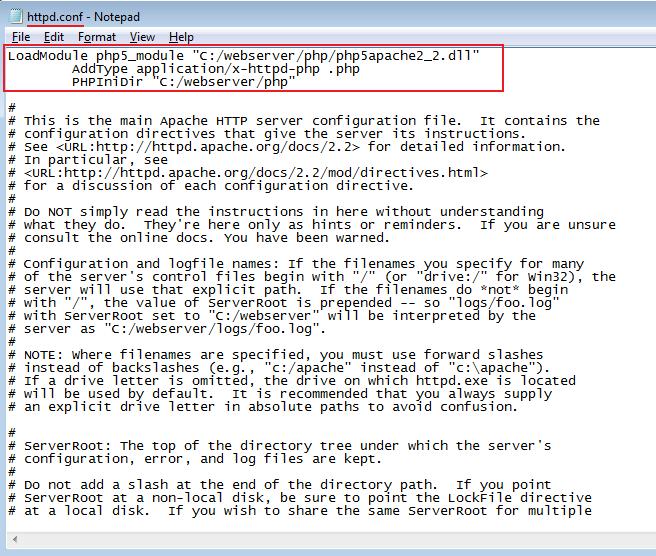 httpd.conf - Notepad
File Edit Format View Help
LoadModule php5_module "C:/webserver/php/php5apache2_2.dll"
AddType application/x-httpd-php .php
PHPIniDir "C:/webserver/php"
#
# This is the main Apache HTTP server configuration file.  It contains the
# configuration directives that give the server its instructions.
# See <URL:http://httpd.apache.org/docs/2.2> for detailed information.
# In particular, see
# <URL:http://httpd.apache.org/docs/2.2/mod/directives.html>
# for a discussion of each configuration directive.
#
# Do NOT simply read the instructions in here without understanding
# what they do.  They're here only as hints or reminders.  If you are unsure
# consult the online docs. You have been warned.
#
# Configuration and logfile names: If the filenames you specify for many
# of the server's control files begin with "/" (or "drive:/" for Win32), the
# server will use that explicit path.  If the filenames do *not* begin
# with "/", the value of ServerRoot is prepended -- so "logs/foo.log"
# with ServerRoot set to "C:/webserver" will be interpreted by the
# server as "C:/webserver/logs/foo.log".
#
# NOTE: Where filenames are specified, you must use forward slashes
# instead of backslashes (e.g., "c:/apache" instead of "c:\apache").
# If a drive letter is omitted, the drive on which httpd.exe is located
# will be used by default.  It is recommended that you always supply
# an explicit drive letter in absolute paths to avoid confusion.
#
# ServerRoot: The top of the directory tree under which the server's
# configuration, error, and log files are kept.
#
# Do not add a slash at the end of the directory path.  If you point
# ServerRoot at a non-local disk, be sure to point the LockFile directive
# at a local disk.  If you wish to share the same ServerRoot for multiple